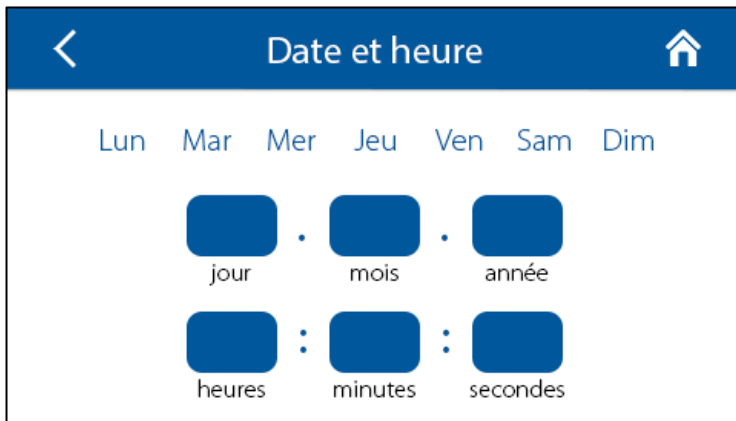 Date et heure
Lun Mar Mer Jeu Ven Sam Dim
. .
jour mois année
: :
heures minutes secondes